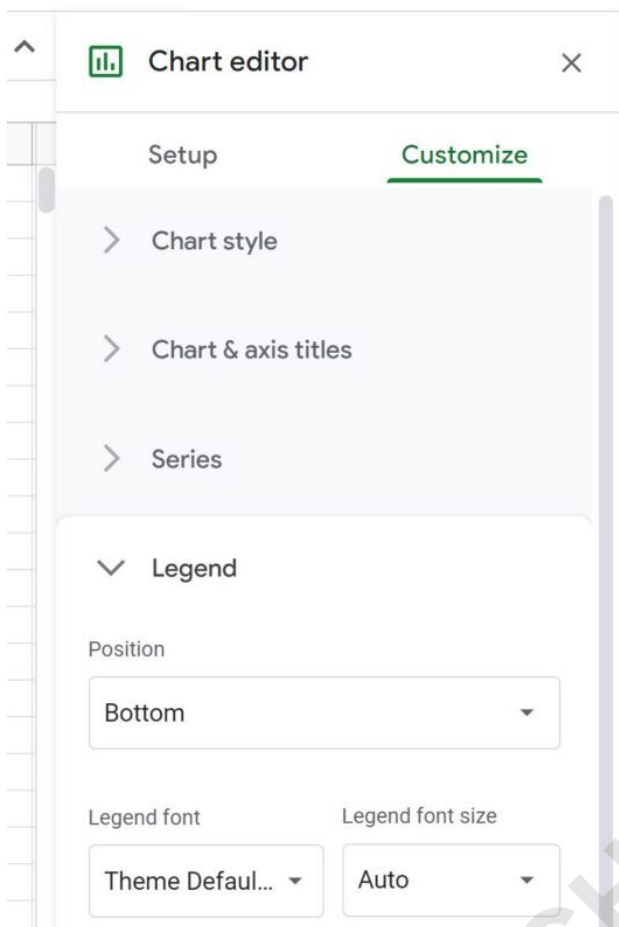 Chart editor
Setup Customize
Chart style
Chart & axis titles
Series
Legend
Position
Bottom
Legend font Legend font size
Theme Defaul... Auto